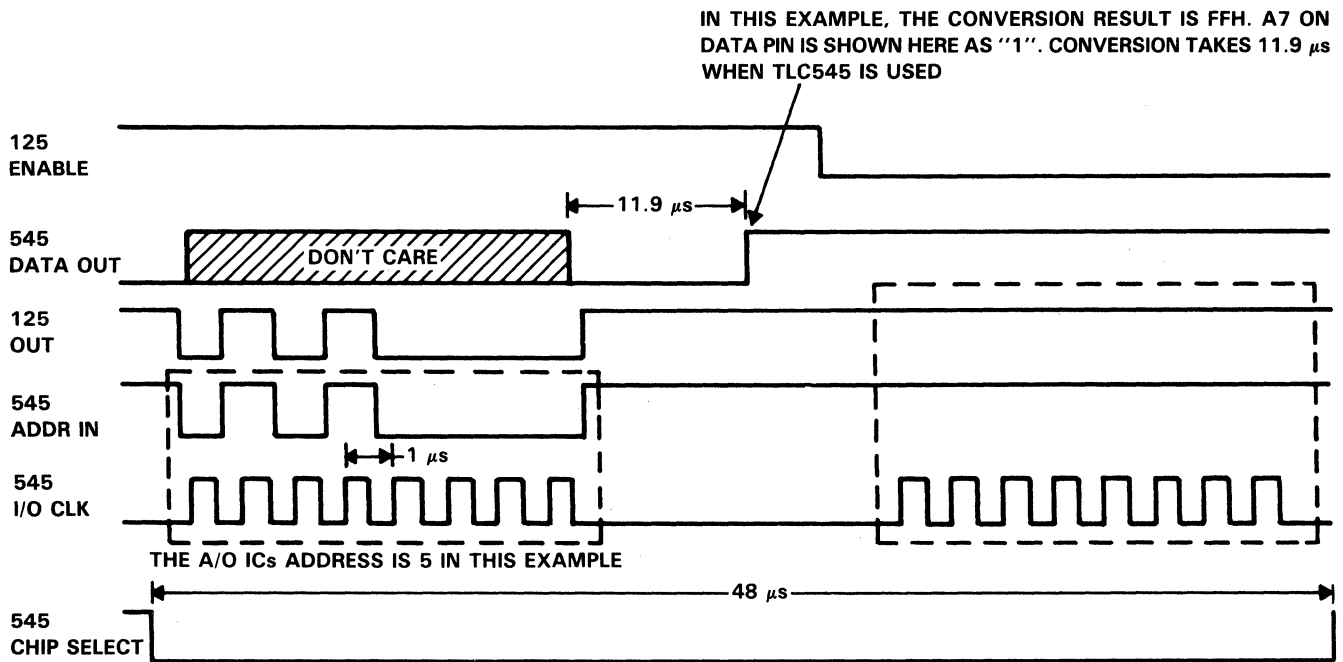 IN THIS EXAMPLE, THE CONVERSION RESULT IS FFH. A7 ON
DATA PIN IS SHOWN HERE AS "1". CONVERSION TAKES 11.9 μs
WHEN TLC545 IS USED
125
ENABLE
11.9 μs
545
DATA OUT
DON'T CARE
125
OUT
545
ADDR IN
1 μs
545
I/O CLK
THE A/O ICs ADDRESS IS 5 IN THIS EXAMPLE
48 μs
545
CHIP SELECT